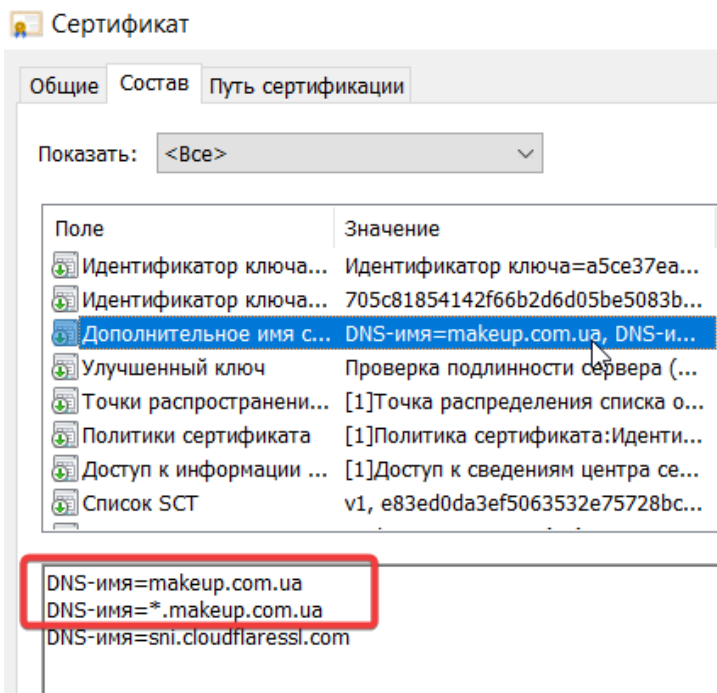 Сертификат
Общие Состав Путь сертификации
Показать: <Все>
Поле Значение
Идентификатор ключа... Идентификатор ключа=a5ce37ea...
Идентификатор ключа... 705c81854142f66b2d6d05be5083b...
Дополнительное имя с... DNS-имя=makeup.com.ua, DNS-и...
Улучшенный ключ Проверка подлинности сервера (...
Точки распространени... [1]Точка распределения списка о...
Политики сертификата [1]Политика сертификата:Иденти...
Доступ к информации ... [1]Доступ к сведениям центра се...
Список SCT v1, e83ed0da3ef5063532e75728bc...
DNS-имя=makeup.com.ua
DNS-имя=*.makeup.com.ua
DNS-имя=sni.cloudflaressl.com